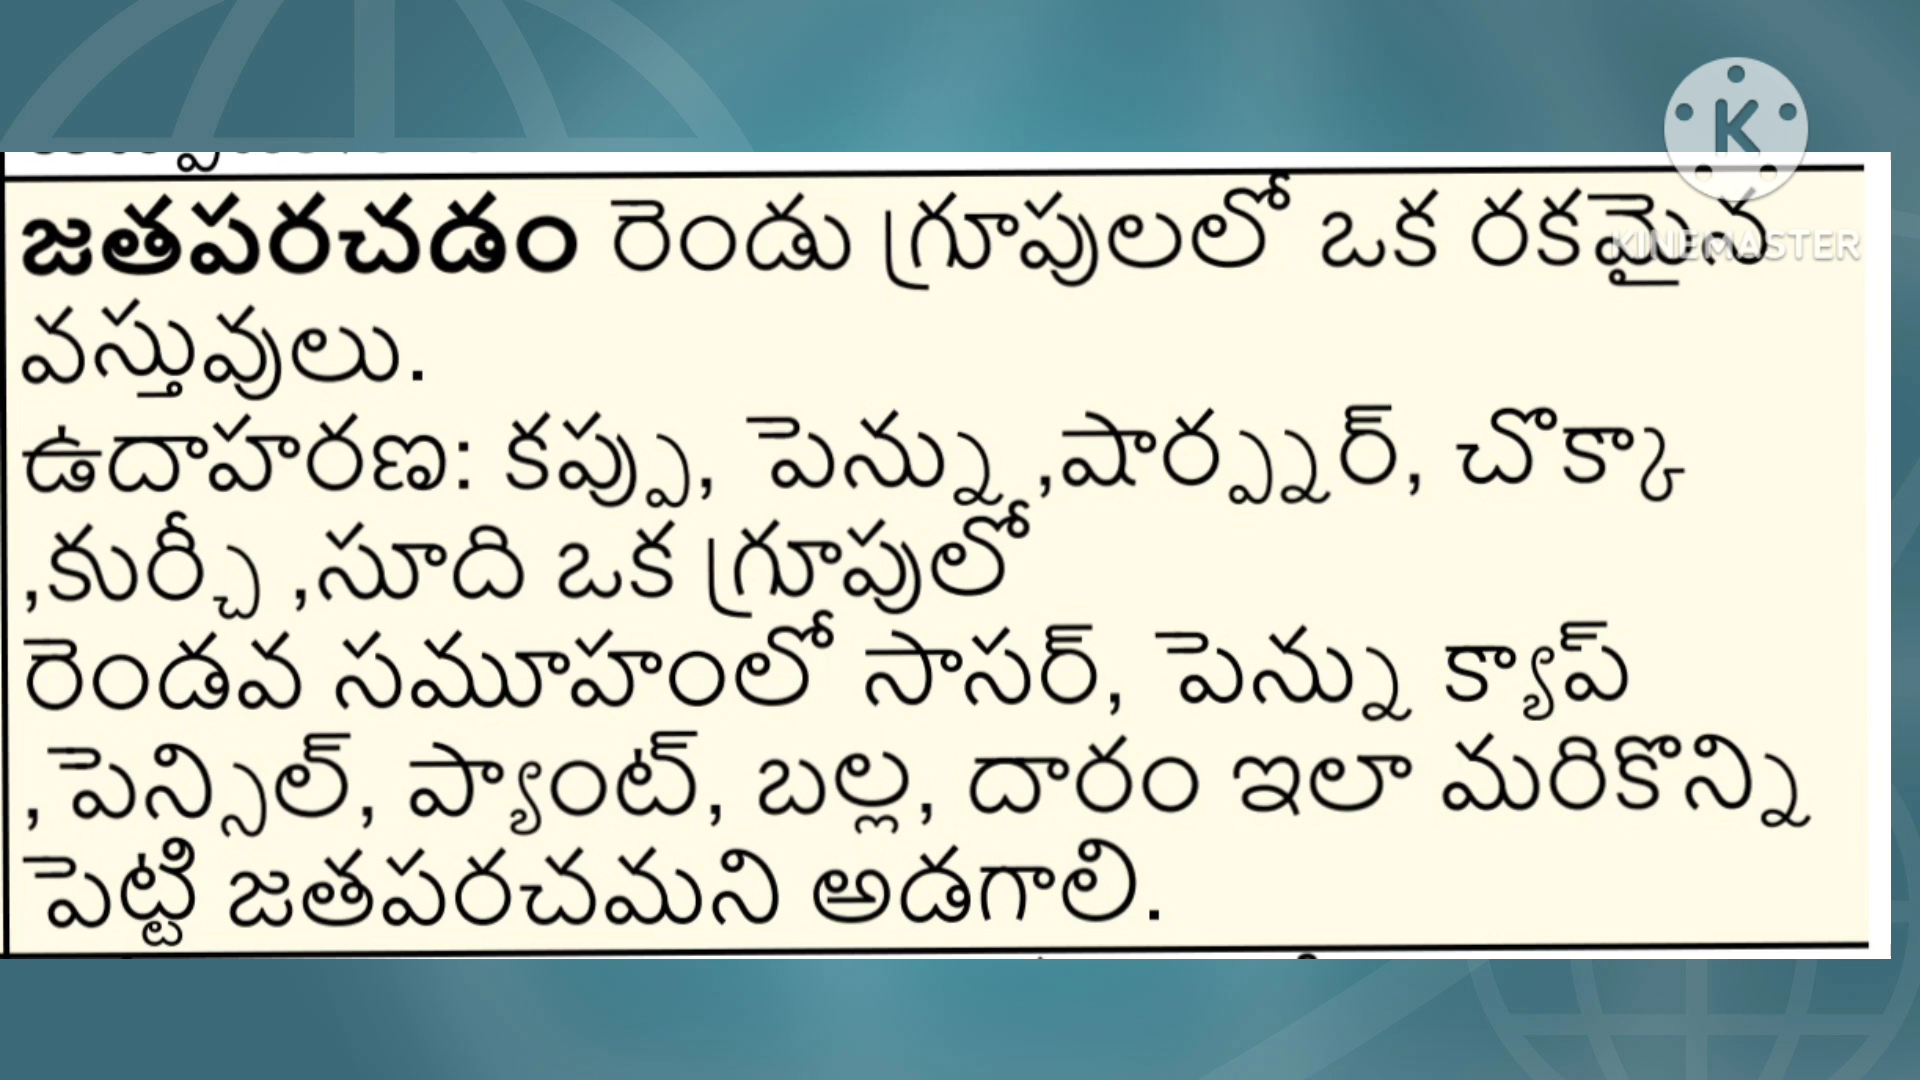 K
జతపరచడం రెండు గ్రూపులలో ఒక రకమైన
KINEMASTER
వస్తువులు.
ఉదాహరణ: కప్పు, పెన్ను ,షార్ప్నర్, చొక్కా
,కుర్చీ ,సూది ఒక గ్రూపులో
రెండవ సమూహంలో సాసర్, పెన్ను క్యాప్
,పెన్సిల్, ప్యాంట్, బల్ల, దారం ఇలా మరికొన్ని
పెట్టి జతపరచమని అడగాలి.